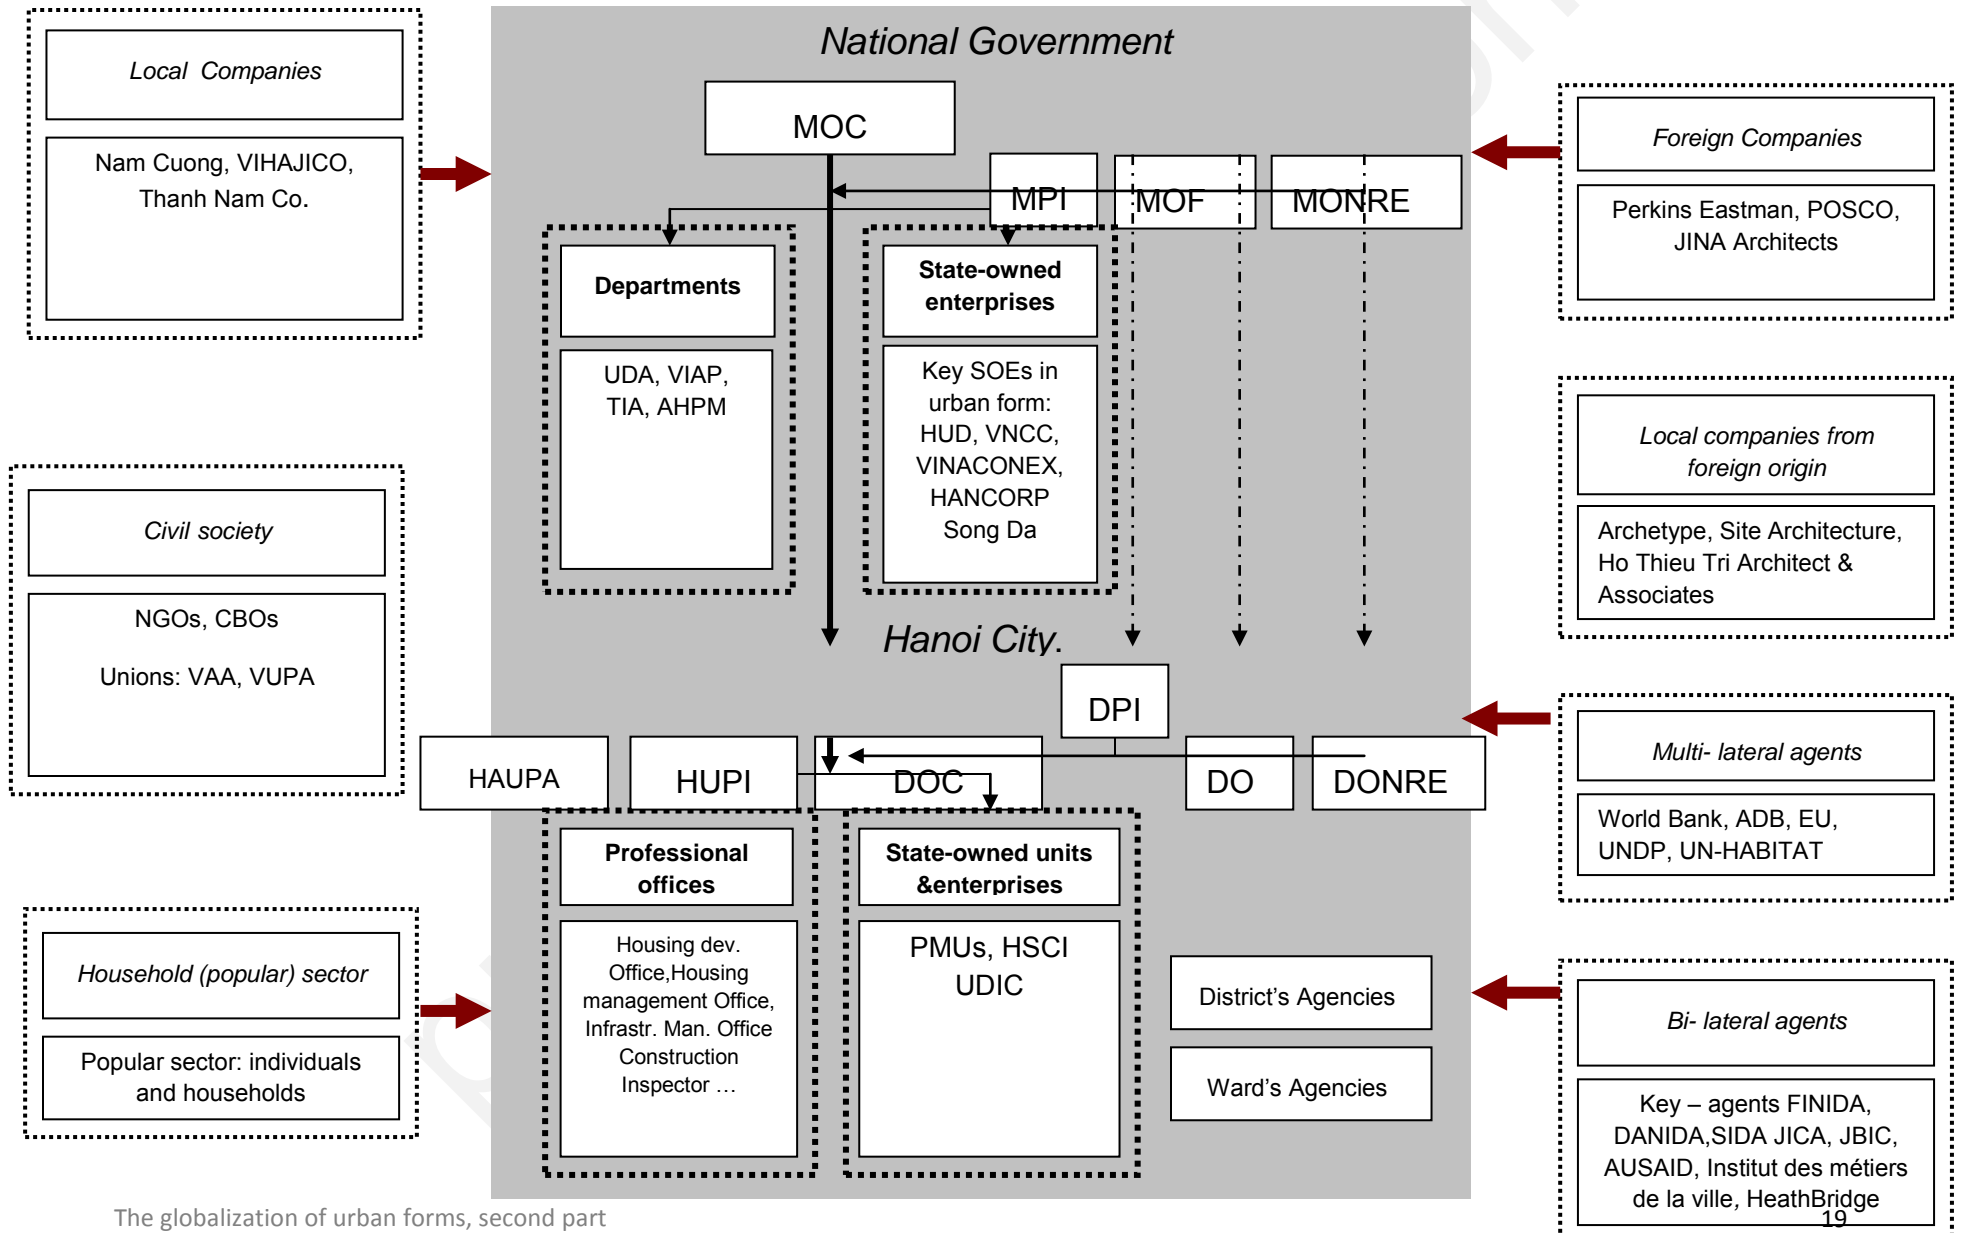 National Government
Local  Companies
Nam Cuong, VIHAJICO,
Thanh Nam Co.
Civil society
NGOs, CBOs
Unions: VAA, VUPA
Household (popular) sector
Popular sector: individuals
and households
MOC
MPI
MOF
MONRE
Departments
UDA, VIAP,
TIA, AHPM
State-owned
enterprises
Key SOEs in
urban form:
HUD, VNCC,
VINACONEX,
HANCORP
Song Da
Hanoi City.
DPI
HAUPA
HUPI
DOC
DO
DONRE
Professional
offices
Housing dev.
Office,Housing
management Office,
Infrastr. Man. Office
Construction
Inspector …
State-owned units
&enterprises
PMUs, HSCI
UDIC
District’s Agencies
Ward’s Agencies
Foreign Companies
Perkins Eastman, POSCO,
JINA Architects
Local companies from
foreign origin
Archetype, Site Architecture,
Ho Thieu Tri Architect &
Associates
Multi- lateral agents
World Bank, ADB, EU,
UNDP, UN-HABITAT
Bi- lateral agents
Key – agents FINIDA,
DANIDA,SIDA JICA, JBIC,
AUSAID, Institut des métiers
de la ville, HeathBridge
The globalization of urban forms, second part
19